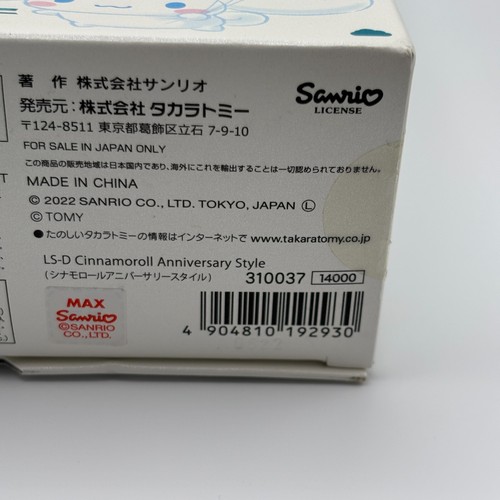 著 作 株式会社サンリオ
発売元：株式会社 タカラトミー
〒124-8511 東京都葛飾区立石 7-9-10
Sanrio
LICENSE
FOR SALE IN JAPAN ONLY
この商品の販売地域は日本国内であり、海外にこれを輸出することは一切認められておりません。
MADE IN CHINA
© 2022 SANRIO CO., LTD. TOKYO, JAPAN Ⓛ
© TOMY
●たのしいタカラトミーの情報はインターネットで www.takaratomy.co.jp
LS-D Cinnamoroll Anniversary Style
(シナモロールアニバーサリースタイル)
310037 14000
MAX
Sanrio
©SANRIO
CO., LTD.
4 904810 192930